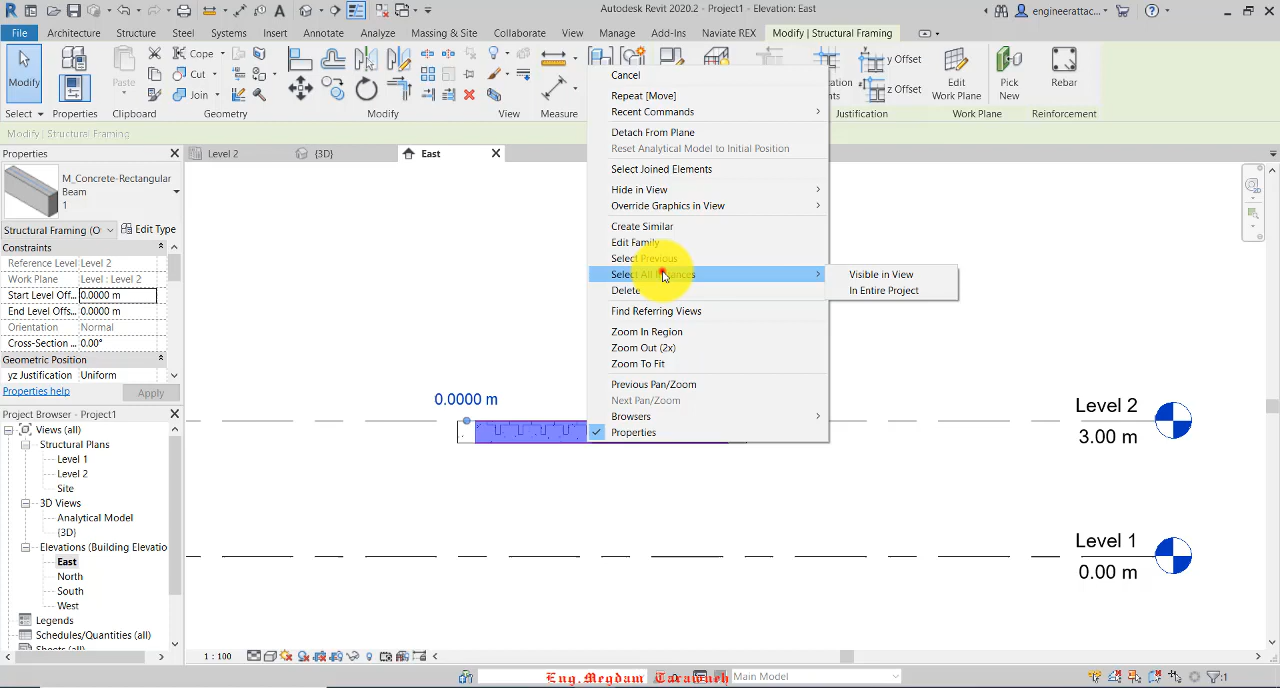 Autodesk Revit 2020.2 - Project1 - Elevation: East
engineerattac...
File Architecture Structure Steel Systems Insert Annotate Analyze Massing & Site Collaborate View Manage Add-Ins NaviateREX Modify | Structural Framing
Modify Paste Cope Cut Join Edit Work Plane Pick New Rebar
y Offset
z Offset
Select Properties Clipboard Geometry Modify View Measure Justification Work Plane Reinforcement
Modify | Structural Framing
Properties
Level 2
{3D}
East
M_Concrete-Rectangular Beam
1
Structural Framing (O
Edit Type
Constraints
Reference Level Level 2
Work Plane Level : Level 2
Start Level Off... 0.0000 m
End Level Offs... 0.0000 m
Orientation Normal
Cross-Section ... 0.00°
Geometric Position
yz Justification Uniform
Properties help
Apply
Project Browser - Project1
Views (all)
Structural Plans
Level 1
Level 2
Site
3D Views
Analytical Model
{3D}
Elevations (Building Elevatio
East
North
South
West
Legends
Schedules/Quantities (all)
Cancel
Repeat [Move]
Recent Commands
Detach From Plane
Reset Analytical Model to Initial Position
Select Joined Elements
Hide in View
Override Graphics in View
Create Similar
Edit Family
Select Previous
Select All Instances
Delete
Find Referring Views
Zoom In Region
Zoom Out (2x)
Zoom To Fit
Previous Pan/Zoom
Next Pan/Zoom
Browsers
Properties
Visible in View
In Entire Project
0.0000 m
Level 2
3.00 m
Level 1
0.00 m
1 : 100
Eng.Meqdam Tarawneh
Main Model
:1